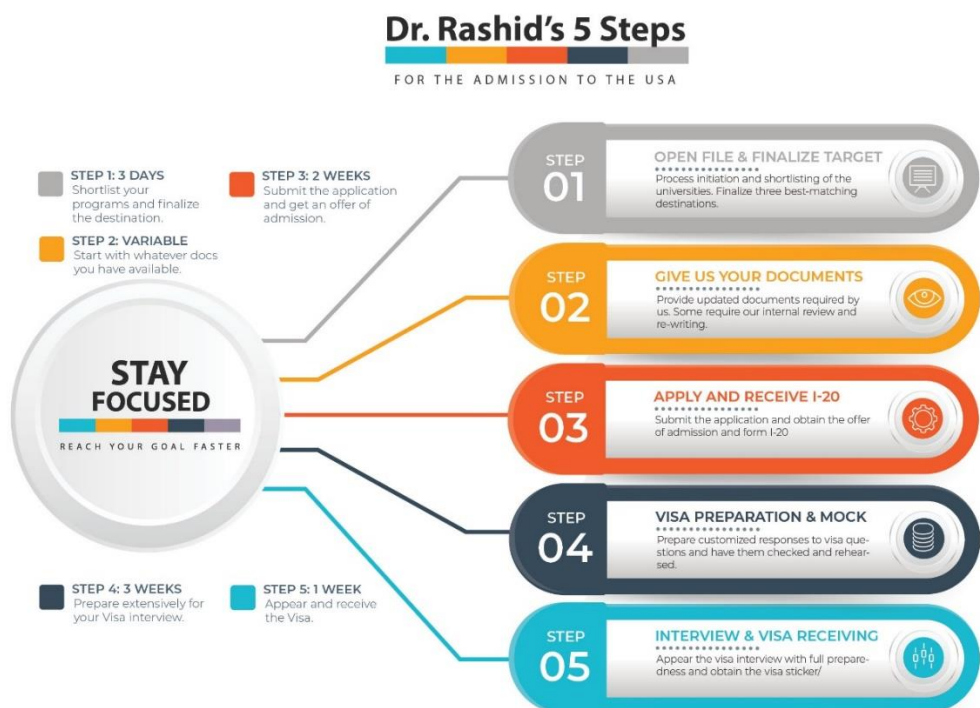 Dr. Rashid's 5 Steps
FOR THE ADMISSION TO THE USA
STEP 1: 3 DAYS
Shortlist your
programs and finalize
the destination.
STEP 3: 2 WEEKS
Submit the application
and get an offer of
admission.
STEP 2: VARIABLE
Start with whatever docs
you have available.
STAY
FOCUSED
REACH YOUR GOAL FASTER
STEP 4: 3 WEEKS
Prepare extensively for
your Visa interview.
STEP 5: 1 WEEK
Appear and receive
the Visa.
STEP
01
OPEN FILE & FINALIZE TARGET
Process initiation and shortlisting of the
universities. Finalize three best-matching
destinations.
STEP
02
GIVE US YOUR DOCUMENTS
Provide updated documents required by
us. Some require our internal review and
re-writing.
STEP
03
APPLY AND RECEIVE I-20
Submit the application and obtain the offer
of admission and form I-20
STEP
04
VISA PREPARATION & MOCK
Prepare customized responses to visa ques-
tions and have them checked and rehear-
sed.
STEP
05
INTERVIEW & VISA RECEIVING
Appear the visa interview with full prepare-
dness and obtain the visa sticker/